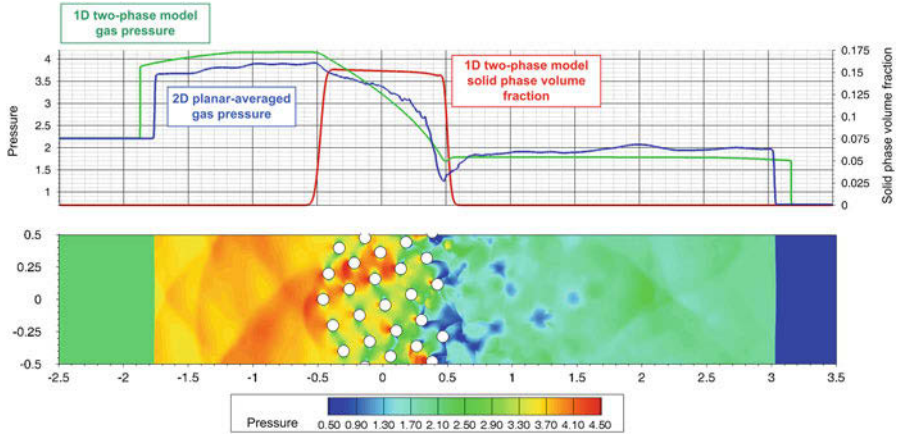 1D two-phase model
gas pressure
1D two-phase model
solid phase volume
fraction
2D planar-averaged
gas pressure
Pressure
4
3.5
3
2.5
2
1.5
1
Solid phase volume fraction
0.175
0.15
0.125
0.1
0.075
0.05
0.025
0
0.5
0.25
0
-0.25
-0.5
-2.5 -2 -1.5 -1 -0.5 0 0.5 1 1.5 2 2.5 3 3.5
Pressure 0.50 0.90 1.30 1.70 2.10 2.50 2.90 3.30 3.70 4.10 4.50